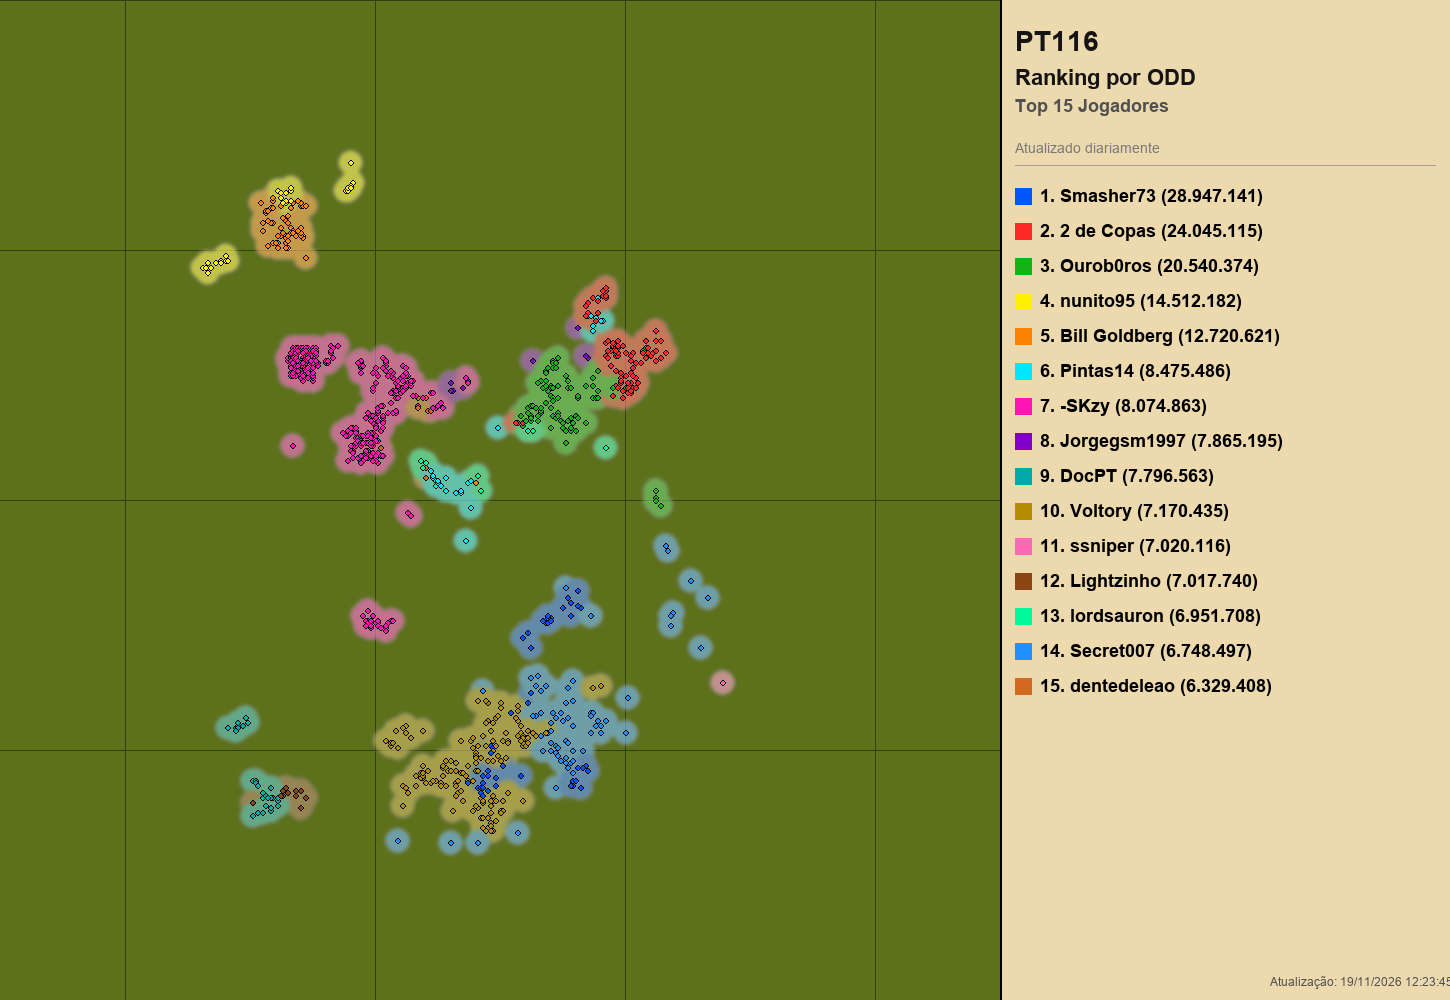 PT116
Ranking por ODD
Top 15 Jogadores
Atualizado diariamente
1. Smasher73 (28.947.141)
2. 2 de Copas (24.045.115)
3. Ourob0ros (20.540.374)
4. nunito95 (14.512.182)
5. Bill Goldberg (12.720.621)
6. Pintas14 (8.475.486)
7. -SKzy (8.074.863)
8. Jorgegsm1997 (7.865.195)
9. DocPT (7.796.563)
10. Voltory (7.170.435)
11. ssniper (7.020.116)
12. Lightzinho (7.017.740)
13. lordsauron (6.951.708)
14. Secret007 (6.748.497)
15. dentedeleao (6.329.408)
Atualização: 19/11/2026 12:23:45